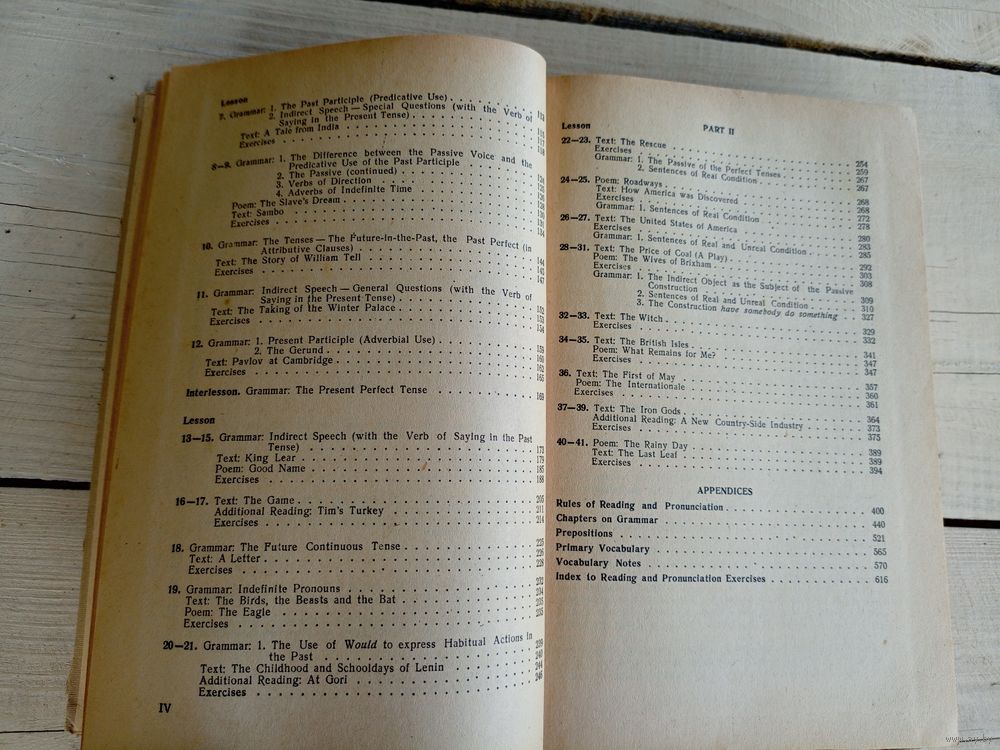 Lesson
7. Grammar: 1. The Past Participle (Predicative Use)
2. Indirect Speech — Special Questions (with the Verb of
Saying in the Present Tense)
Text: A Tale from India
Exercises
8—9. Grammar: 1. The Difference between the Passive Voice and the
Predicative Use of the Past Participle
2. The Passive (continued)
3. Verbs of Direction
4. Adverbs of Indefinite Time
Poem: The Slave's Dream
Text: Sambo
Exercises
10. Grammar: The Tenses — The Future-in-the-Past, the Past Perfect (in
Attributive Clauses)
Text: The Story of William Tell
Exercises
11. Grammar: Indirect Speech — General Questions (with the Verb of
Saying in the Present Tense)
Text: The Taking of the Winter Palace
Exercises
12. Grammar: 1. Present Participle (Adverbial Use)
2. The Gerund
Text: Pavlov at Cambridge
Exercises
Interlesson. Grammar: The Present Perfect Tense 169
Lesson
13—15. Grammar: Indirect Speech (with the Verb of Saying in the Past
Tense) 173
Text: King Lear 179
Poem: Good Name 185
Exercises 188
16—17. Text: The Game 205
Additional Reading: Tim's Turkey 211
Exercises 214
18. Grammar: The Future Continuous Tense 225
Text: A Letter 226
Exercises 228
19. Grammar: Indefinite Pronouns 232
Text: The Birds, the Beasts and the Bat
Poem: The Eagle
Exercises
20—21. Grammar: 1. The Use of Would to express Habitual Actions in
the Past
Text: The Childhood and Schooldays of Lenin
Additional Reading: At Gori 244
Exercises 246
IV
PART II
Lesson
22—23. Text: The Rescue 254
Exercises 259
Grammar: 1. The Passive of the Perfect Tenses 267
2. Sentences of Real Condition 267
24—25. Poem: Roadways 268
Text: How America was Discovered 268
Exercises 272
Grammar: 1. Sentences of Real Condition 278
26—27. Text: The United States of America 280
Exercises 283
Grammar: 1. Sentences of Real and Unreal Condition 285
28—31. Text: The Price of Coal (A Play) 292
Poem: The Wives of Brixham 303
Exercises 308
Grammar: 1. The Indirect Object as the Subject of the Passive
Construction 309
2. Sentences of Real and Unreal Condition 310
3. The Construction have somebody do something 327
32—33. Text: The Witch 329
Exercises 332
34—35. Text: The British Isles 341
Poem: What Remains for Me? 347
Exercises 347
36. Text: The First of May 357
Poem: The Internationale 360
Exercises 361
37—39. Text: The Iron Gods 364
Additional Reading: A New Country-Side Industry 373
Exercises 375
40—41. Poem: The Rainy Day 389
Text: The Last Leaf 389
Exercises 394
APPENDICES
Rules of Reading and Pronunciation 400
Chapters on Grammar 440
Prepositions 521
Primary Vocabulary 565
Vocabulary Notes 570
Index to Reading and Pronunciation Exercises 616